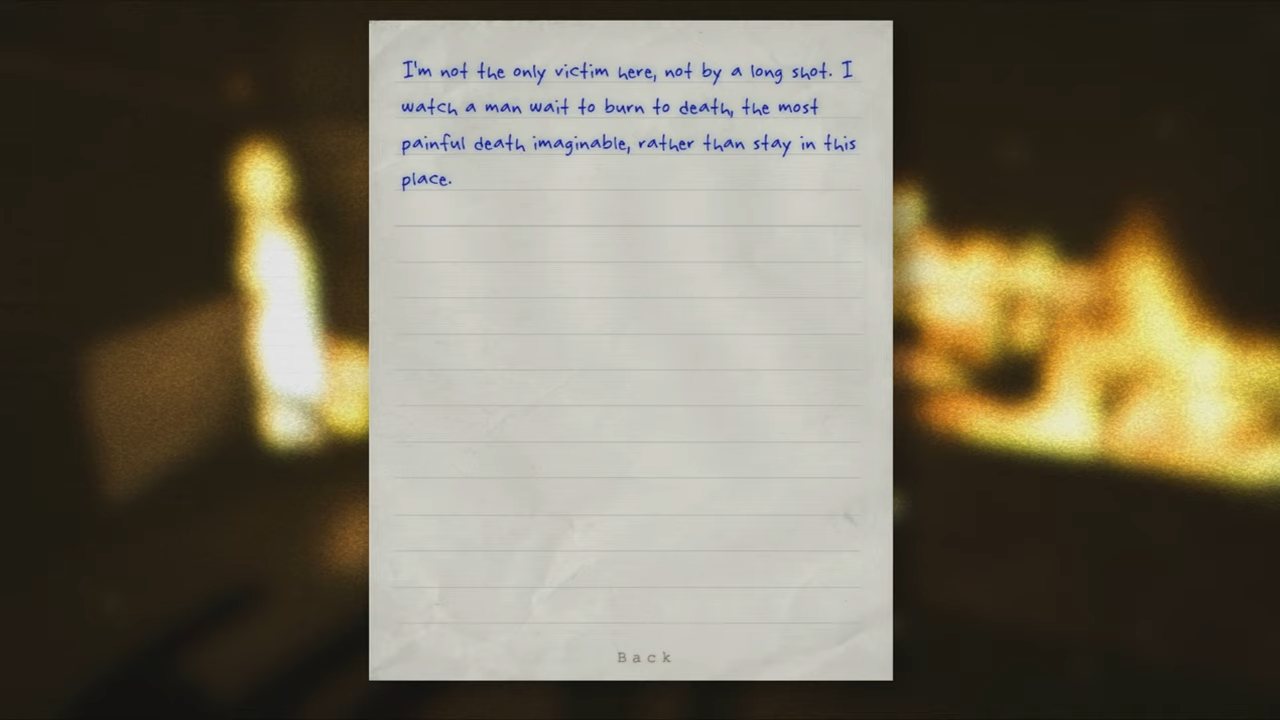 I'm not the only victim here, not by a long shot. I
watch a man wait to burn to death, the most
painful death imaginable, rather than stay in this
place.
Back